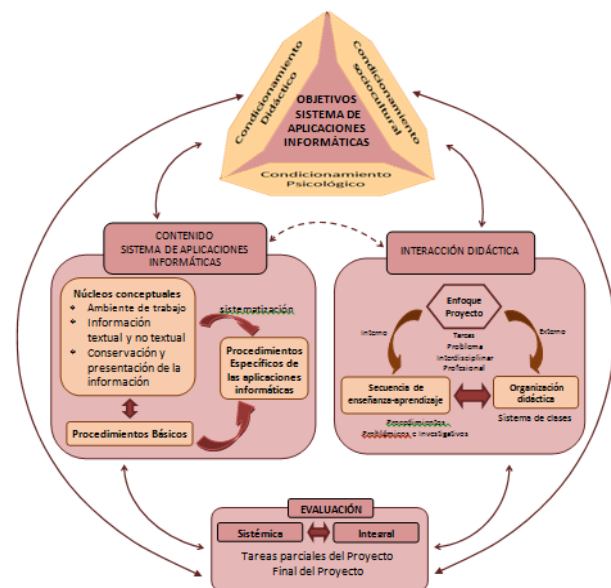 Condicionamiento
Didáctico
Condicionamiento
sociocultural
OBJETIVOS
SISTEMA DE
APLICACIONES
INFORMÁTICAS
Condicionamiento
Psicológico
CONTENIDO
SISTEMA DE APLICACIONES
INFORMÁTICAS
Núcleos conceptuales
❖ Ambiente de trabajo
❖ Información
textual y no textual
❖ Conservación y
presentación de la
información
sistematización
Procedimientos
Específicos de
las aplicaciones
informáticas
Procedimientos Básicos
INTERACCIÓN DIDÁCTICA
Enfoque
Proyecto
Interno
Externo
Tareas
Problema
Interdisciplinar
Profesional
Secuencia de
enseñanza-aprendizaje
Organización
didáctica
Procedimientos
Problémicos e Investigativos
Sistema de clases
EVALUACIÓN
Sistémica
Integral
Tareas parciales del Proyecto
Final del Proyecto